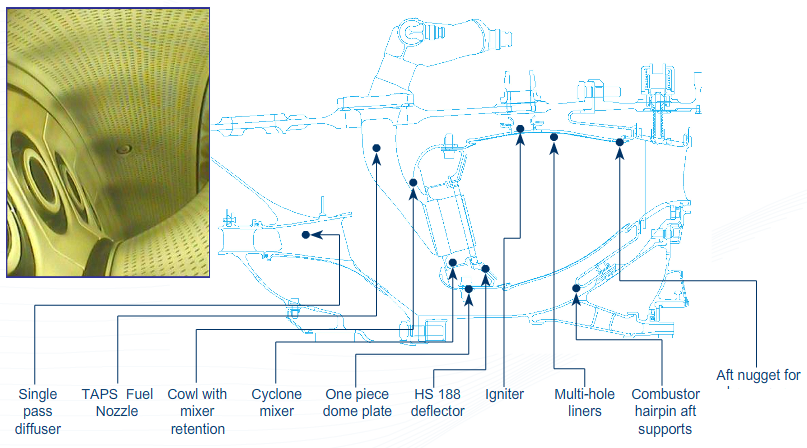 Single
pass
diffuser
TAPS Fuel
Nozzle
Cowl with
mixer
retention
Cyclone
mixer
One piece
dome plate
HS 188
deflector
Igniter
Multi-hole
liners
Combustor
hairpin aft
supports
Aft nugget for